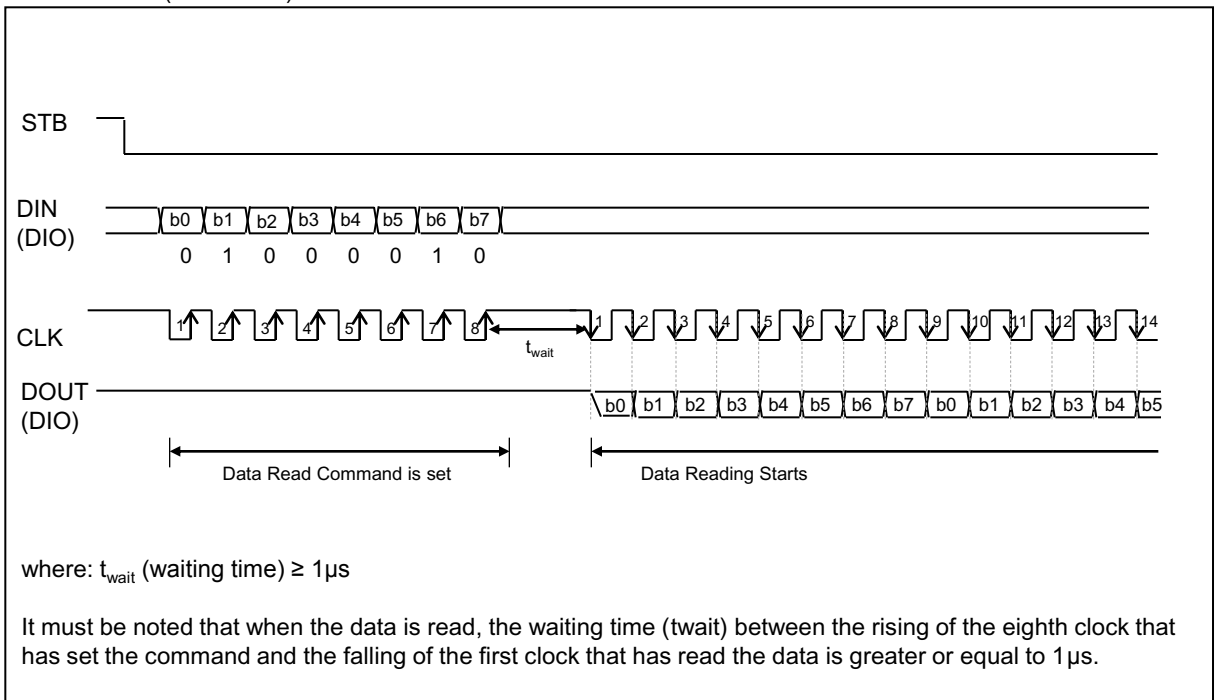 STB
DIN
(DIO)
b0 b1 b2 b3 b4 b5 b6 b7
0 1 0 0 0 0 1 0
CLK
1 2 3 4 5 6 7 8
t_wait
1 2 3 4 5 6 7 8 9 10 11 12 13 14
DOUT
(DIO)
b0 b1 b2 b3 b4 b5 b6 b7 b0 b1 b2 b3 b4 b5
Data Read Command is set
Data Reading Starts
where: t_wait (waiting time) ≥ 1µs
It must be noted that when the data is read, the waiting time (twait) between the rising of the eighth clock that
has set the command and the falling of the first clock that has read the data is greater or equal to 1µs.